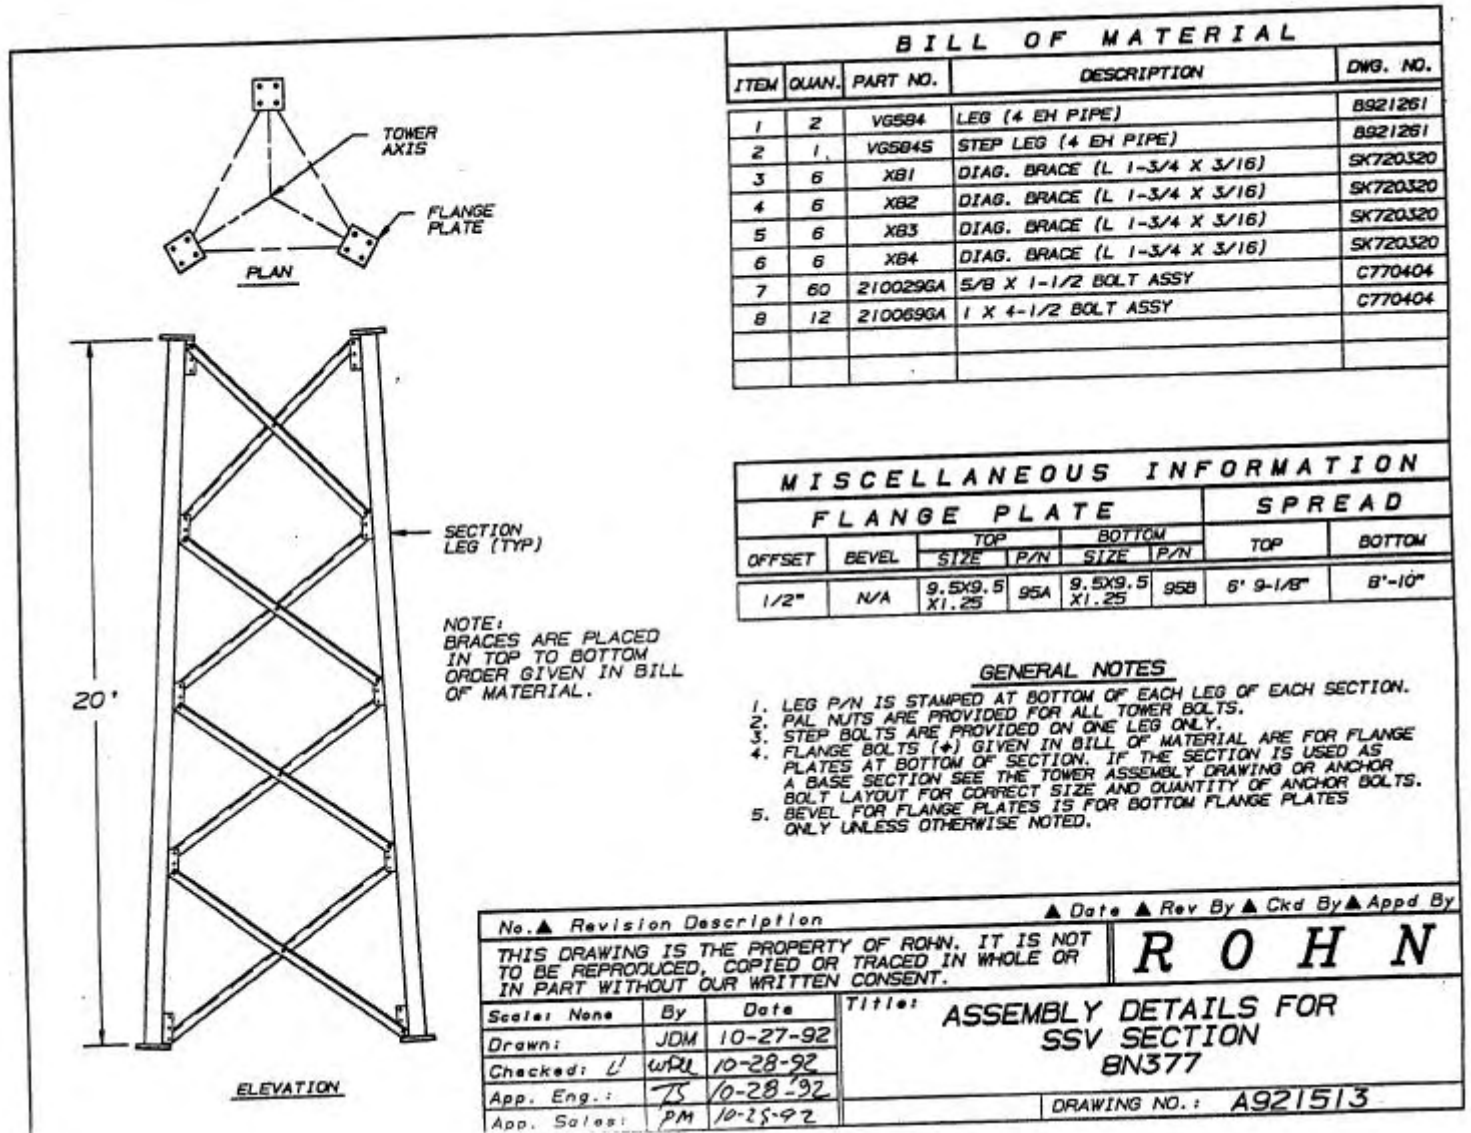 BILL OF MATERIAL
ITEM QUAN. PART NO. DESCRIPTION DWG. NO.
1 2 VG584 LEG (4 EH PIPE) B921261
2 1 VG584S STEP LEG (4 EH PIPE) B921261
3 6 XB1 DIAG. BRACE (L 1-3/4 X 3/16) SK720320
4 6 XB2 DIAG. BRACE (L 1-3/4 X 3/16) SK720320
5 6 XB3 DIAG. BRACE (L 1-3/4 X 3/16) SK720320
6 6 XB4 DIAG. BRACE (L 1-3/4 X 3/16) SK720320
7 60 210029GA 5/8 X 1-1/2 BOLT ASSY C770404
8 12 210069GA 1 X 4-1/2 BOLT ASSY C770404
TOWER
AXIS
FLANGE
PLATE
PLAN
SECTION
LEG (TYP)
NOTE:
BRACES ARE PLACED
IN TOP TO BOTTOM
ORDER GIVEN IN BILL
OF MATERIAL.
20'
ELEVATION
MISCELLANEOUS INFORMATION
FLANGE PLATE SPREAD
OFFSET BEVEL TOP BOTTOM TOP BOTTOM
SIZE P/N SIZE P/N
1/2" N/A 9.5X9.5 95A 9.5X9.5 95B 6' 9-1/8" 8'-10"
X1.25 X1.25
GENERAL NOTES
1. LEG P/N IS STAMPED AT BOTTOM OF EACH LEG OF EACH SECTION.
2. PAL NUTS ARE PROVIDED FOR ALL TOWER BOLTS.
3. STEP BOLTS ARE PROVIDED ON ONE LEG ONLY.
4. FLANGE BOLTS (+) GIVEN IN BILL OF MATERIAL ARE FOR FLANGE
PLATES AT BOTTOM OF SECTION. IF THE SECTION IS USED AS
A BASE SECTION SEE THE TOWER ASSEMBLY DRAWING OR ANCHOR
BOLT LAYOUT FOR CORRECT SIZE AND QUANTITY OF ANCHOR BOLTS.
5. BEVEL FOR FLANGE PLATES IS FOR BOTTOM FLANGE PLATES
ONLY UNLESS OTHERWISE NOTED.
No.▲ Revision Description ▲ Date ▲ Rev By ▲ Ckd By ▲ Appd By
THIS DRAWING IS THE PROPERTY OF ROHN. IT IS NOT
TO BE REPRODUCED, COPIED OR TRACED IN WHOLE OR
IN PART WITHOUT OUR WRITTEN CONSENT.
ROHN
Scale: None By Date
Drawn: JDM 10-27-92
Checked: 10-28-92
App. Eng.: TS 10-28-92
App. Sales: PM
Title: ASSEMBLY DETAILS FOR
SSV SECTION
8N377
DRAWING NO.: A921513